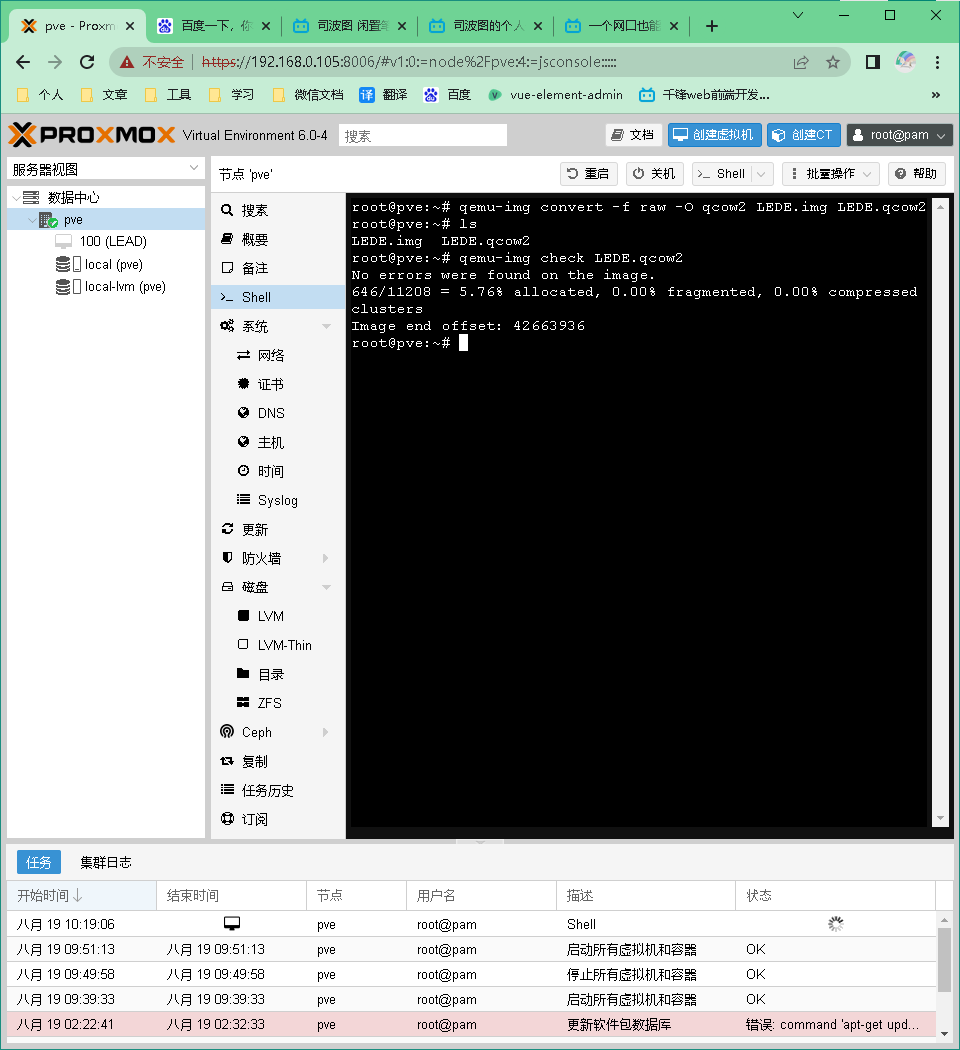 pve - Proxm
百度一下，你
司波图 闲置笔
司波图的个人
一个网口也能
不安全 https://192.168.0.105:8006/#v1:0:=node%2Fpve:4:=jsconsole:::::
个人 文章 工具 学习 微信文档 译 翻译 百度 vue-element-admin 千锋web前端开发...
PROXMOX Virtual Environment 6.0-4 搜索 文档 创建虚拟机 创建CT root@pam
服务器视图
节点 'pve' 重启 关机 Shell 批量操作 帮助
数据中心
pve
100 (LEAD)
local (pve)
local-lvm (pve)
搜索
概要
备注
Shell
系统
网络
证书
DNS
主机
时间
Syslog
更新
防火墙
磁盘
LVM
LVM-Thin
目录
ZFS
Ceph
复制
任务历史
订阅
root@pve:~# qemu-img convert -f raw -O qcow2 LEDE.img LEDE.qcow2
root@pve:~# ls
LEDE.img LEDE.qcow2
root@pve:~# qemu-img check LEDE.qcow2
No errors were found on the image.
646/11208 = 5.76% allocated, 0.00% fragmented, 0.00% compressed
clusters
Image end offset: 42663936
root@pve:~#
任务 集群日志
开始时间 结束时间 节点 用户名 描述 状态
八月 19 10:19:06 pve root@pam Shell
八月 19 09:51:13 八月 19 09:51:13 pve root@pam 启动所有虚拟机和容器 OK
八月 19 09:49:58 八月 19 09:49:58 pve root@pam 停止所有虚拟机和容器 OK
八月 19 09:39:33 八月 19 09:39:33 pve root@pam 启动所有虚拟机和容器 OK
八月 19 02:22:41 八月 19 02:32:33 pve root@pam 更新软件包数据库 错误: command 'apt-get upd...